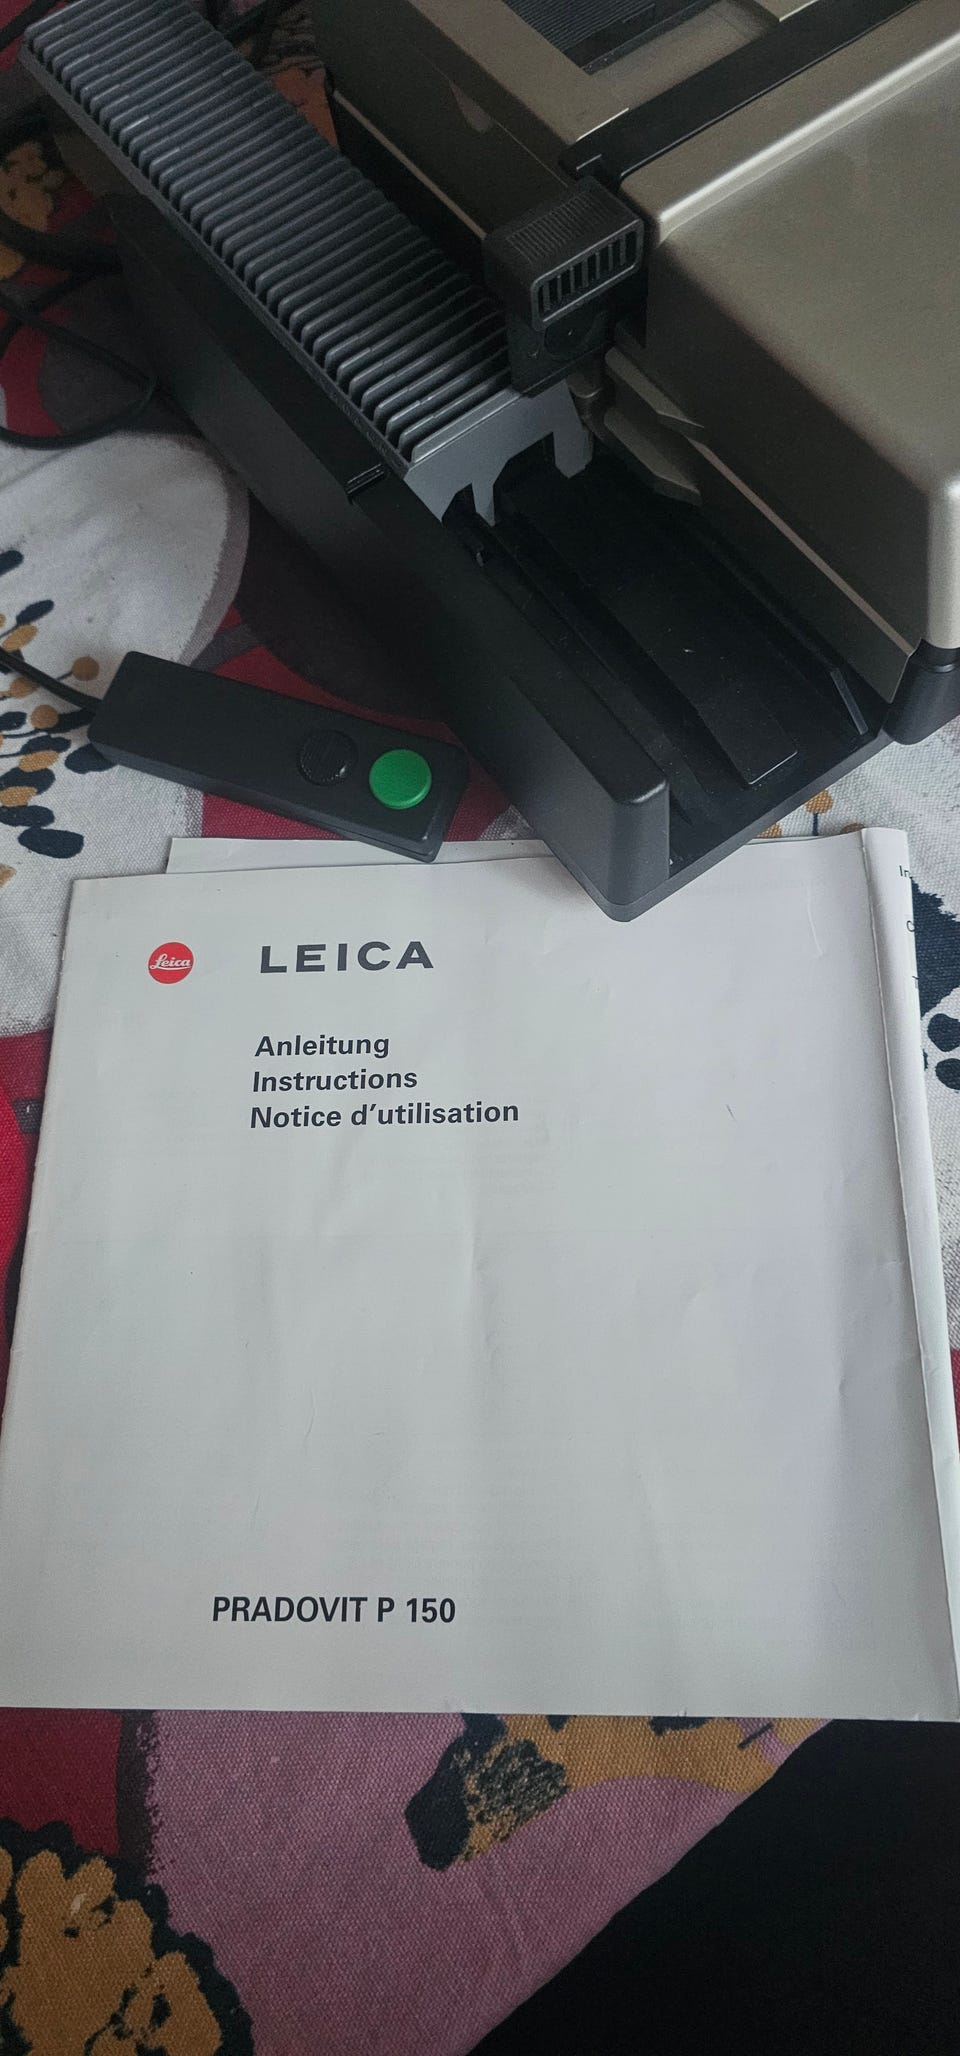 Leica
LEICA
Anleitung
Instructions
Notice d'utilisation
PRADOVIT P 150